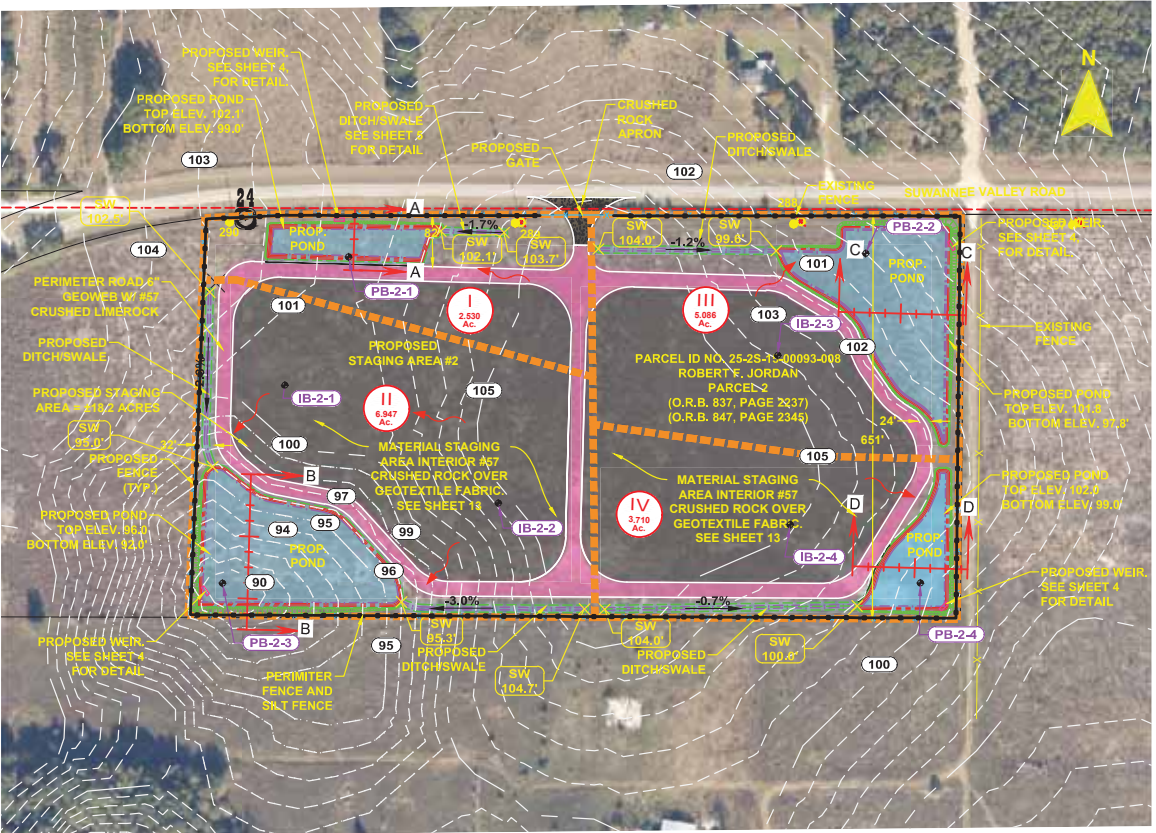 PROPOSED WEIR,
SEE SHEET 4,
FOR DETAIL.
PROPOSED POND
TOP ELEV. 102.1'
BOTTOM ELEV. 99.0'
PROPOSED
DITCH/SWALE
SEE SHEET 8
FOR DETAIL
CRUSHED
ROCK
APRON
PROPOSED
GATE
PROPOSED
DITCH/SWALE
N
103
102
EXISTING
FENCE
SUWANNEE VALLEY ROAD
SW
102.5'
24
A
290
PROP.
POND
32'
-1.7%
286
SW
102.1'
SW
103.7'
SW
104.0'
-1.2%
SW
99.6'
288
PB-2-2
PROPOSED WEIR,
SEE SHEET 4,
FOR DETAIL.
104
A
PB-2-1
101
C
C
PROP.
POND
PERIMETER ROAD 6"
GEOWEB W/ #57
CRUSHED LIMEROCK
101
I
2.530
Ac.
III
5.086
Ac.
103
IB-2-3
102
EXISTING
FENCE
PROPOSED
DITCH/SWALE
-2.8%
PROPOSED
STAGING AREA #2
105
PARCEL ID NO. 25-2S-15-00093-008
ROBERT F. JORDAN
PARCEL 2
(O.R.B. 837, PAGE 2237)
(O.R.B. 847, PAGE 2345)
PROPOSED STAGING
AREA = ±18.2 ACRES
IB-2-1
II
6.947
Ac.
PROPOSED POND
TOP ELEV. 101.8
BOTTOM ELEV. 97.8'
24'
651'
SW
95.0'
32'
100
MATERIAL STAGING
AREA INTERIOR #57
CRUSHED ROCK OVER
GEOTEXTILE FABRIC.
SEE SHEET 13
105
PROPOSED
FENCE
(TYP.)
B
97
MATERIAL STAGING
AREA INTERIOR #57
CRUSHED ROCK OVER
GEOTEXTILE FABRIC.
SEE SHEET 13
PROPOSED POND
TOP ELEV. 102.0
BOTTOM ELEV. 99.0'
PROPOSED POND
TOP ELEV. 96.0'
BOTTOM ELEV. 92.0'
94
95
99
IB-2-2
IV
3.710
Ac.
D
D
PROP.
POND
IB-2-4
PROP.
POND
96
90
PROPOSED WEIR,
SEE SHEET 4
FOR DETAIL
-3.0%
-0.7%
PROPOSED WEIR,
SEE SHEET 4
FOR DETAIL
PB-2-3
B
95
SW
95.3'
PROPOSED
DITCH/SWALE
SW
104.0'
PROPOSED
DITCH/SWALE
PB-2-4
SW
104.7'
100
PERIMITER
FENCE AND
SILT FENCE